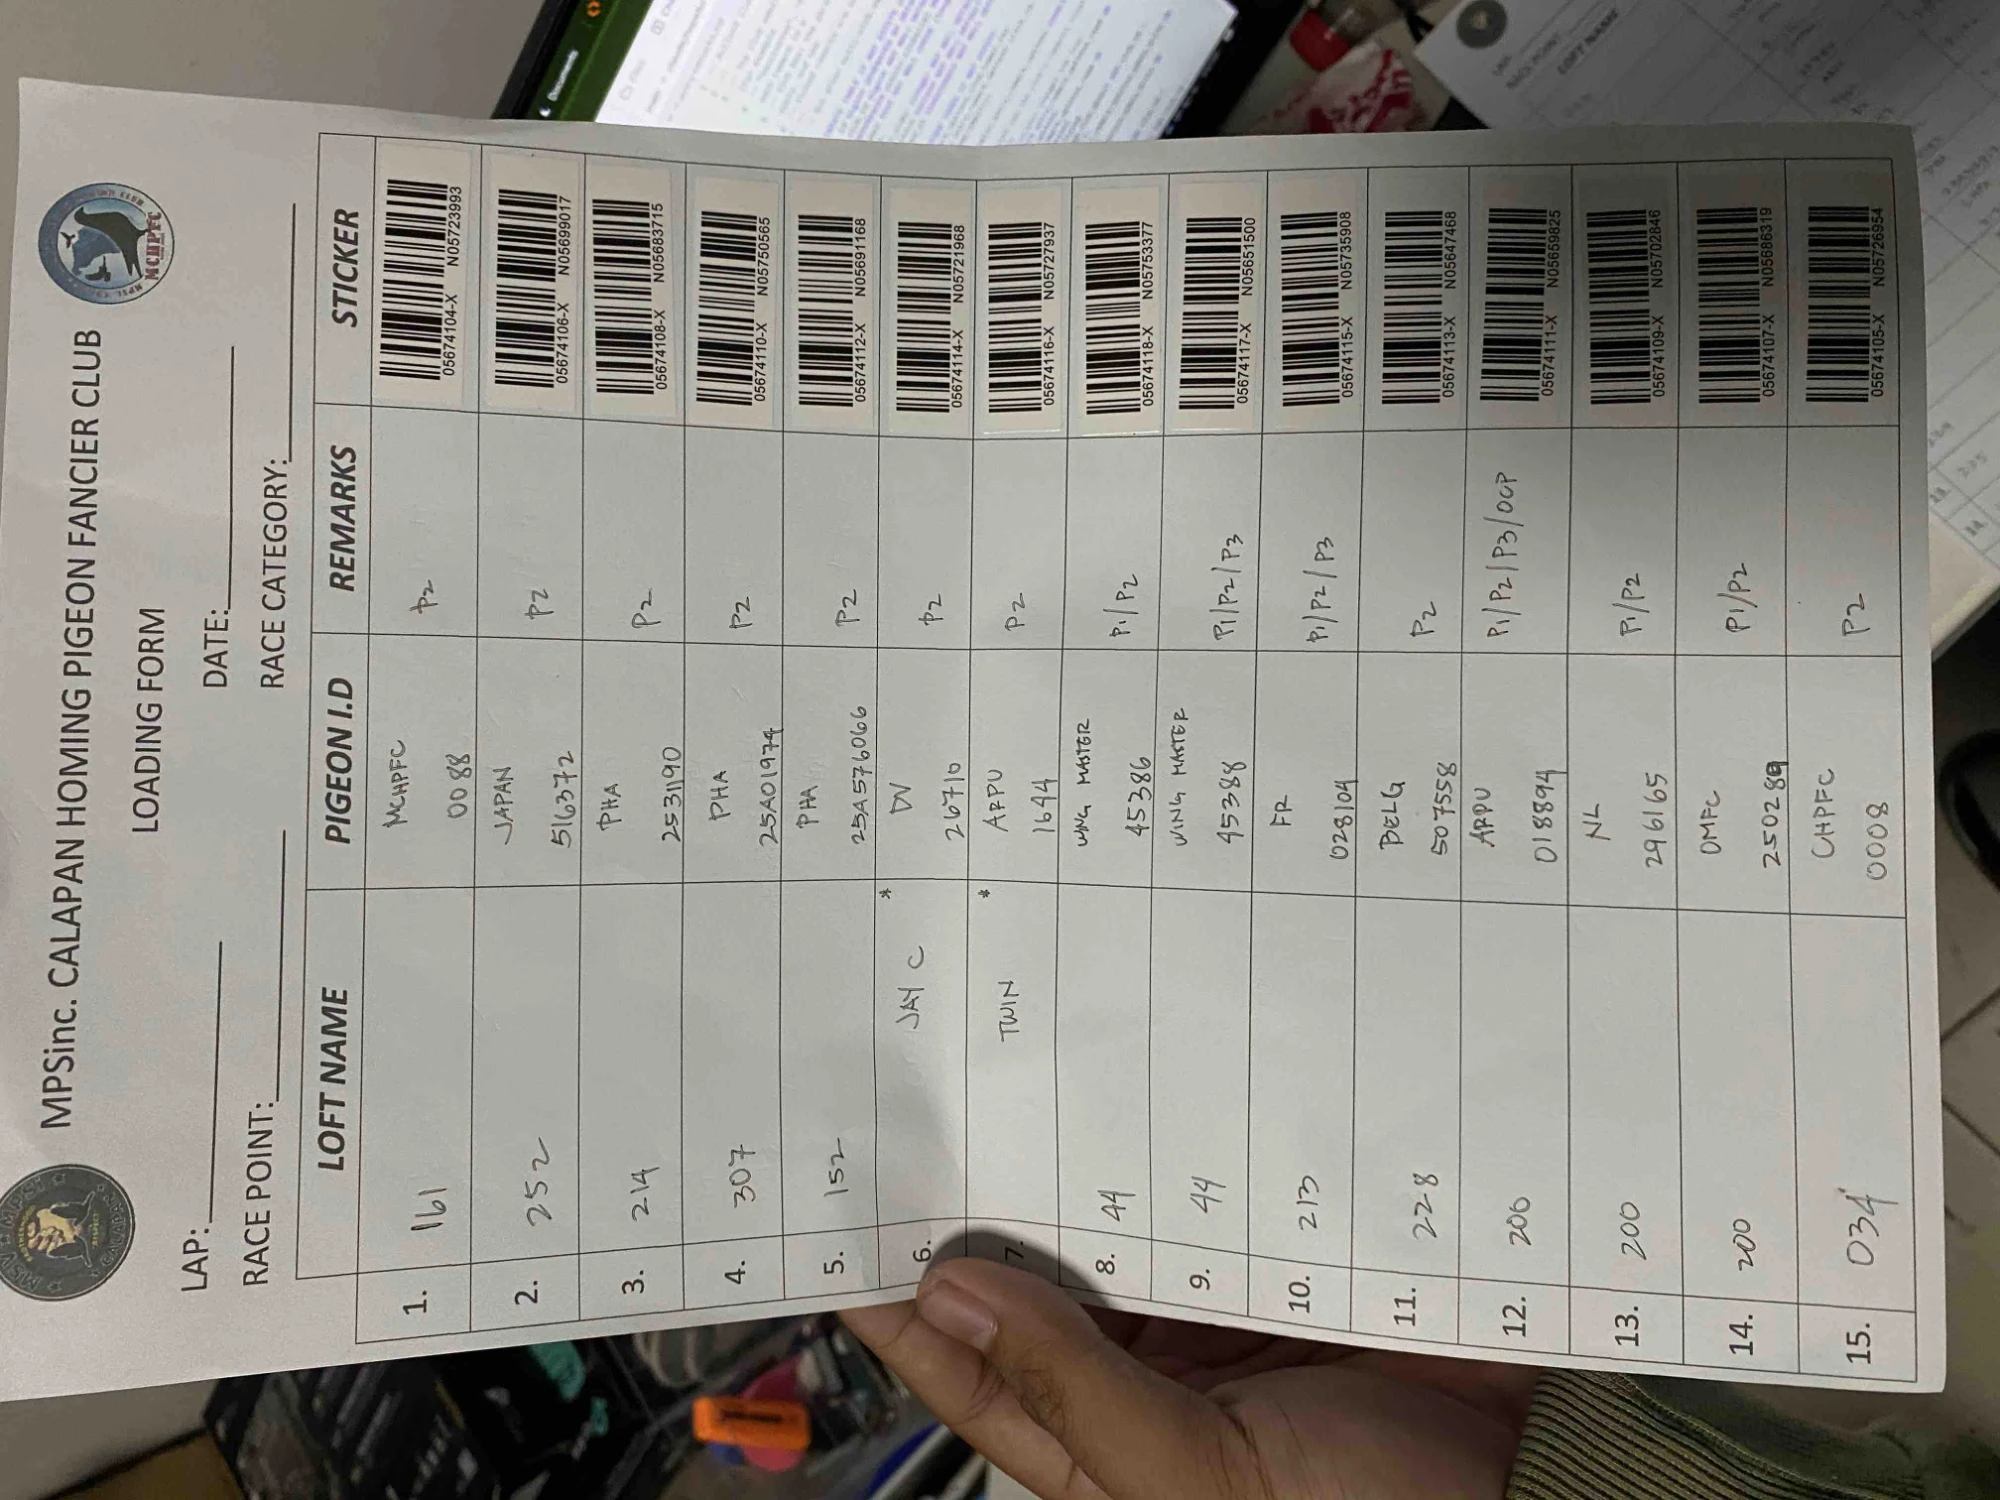 MPSinc. CALAPAN HOMING PIGEON FANCIER CLUB
LOADING FORM
LAP: DATE:
RACE POINT: RACE CATEGORY:
LOFT NAME PIGEON I.D REMARKS STICKER
1. 161 MCHPFC 0088 P2 05674104-X N05723993
2. 252 JAPAN 516372 P2 05674106-X N05699017
3. 214 PHA 2531190 P2 05674108-X N05683715
4. 307 PHA 25A01974 P2 05674110-X N05750565
5. 152 PHA 25A576066 P2 05674112-X N05691168
6. JAY C * DV 26710 P2 05674114-X N05721968
7. TWIN * ARPU 1644 P2 05674116-X N05727937
8. 44 WING MASTER 45386 P1/P2 05674118-X N05753377
9. 44 WING MASTER 45388 P1/P2/P3 05674117-X N05651500
10. 213 FR 028104 P1/P2/P3 05674115-X N05735908
11. 228 BELG 507558 P2 05674113-X N05647468
12. 200 ARPU 018894 P1/P2/P3/OCP 05674111-X N05659825
13. 200 NL 296165 P1/P2 05674109-X N05702846
14. 200 OMFC 250289 P1/P2 05674107-X N05686319
15. 034 CHPFC 0008 P2 05674105-X N05726954
MCHPFC